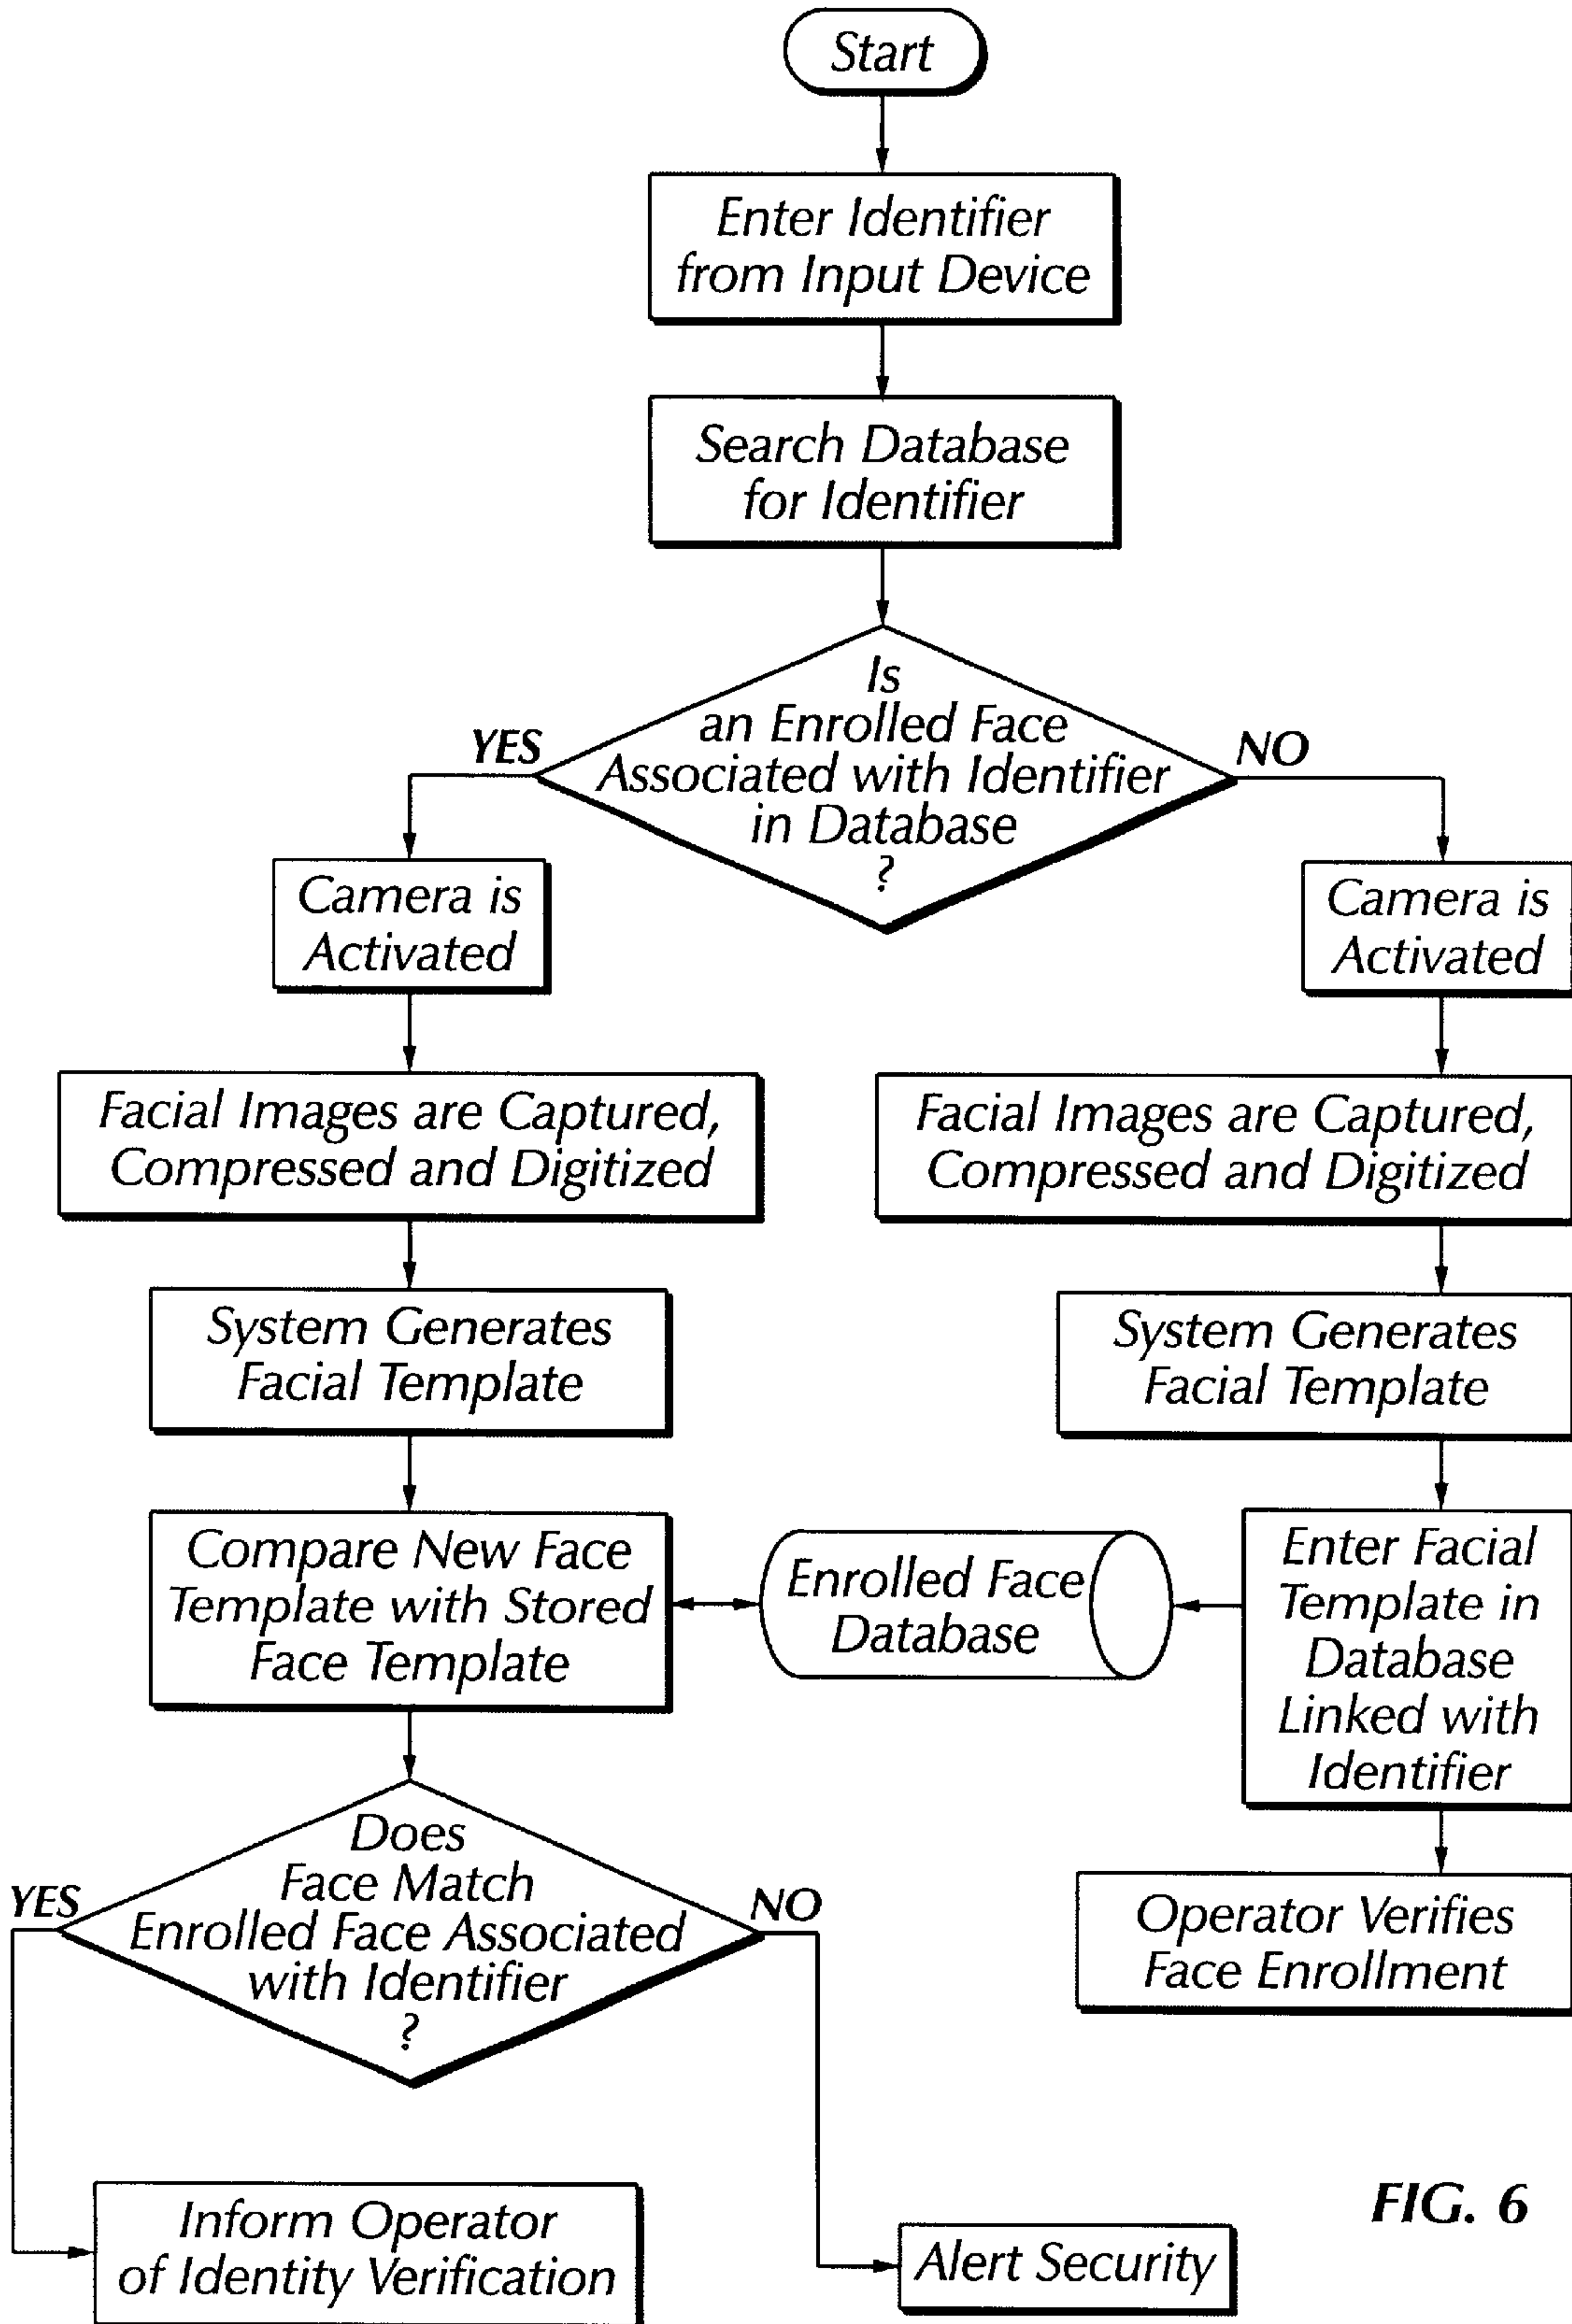 Start
Enter Identifier
from Input Device
Search Database
for Identifier
Is
an Enrolled Face
Associated with Identifier
in Database
?
YES
NO
Camera is
Activated
Camera is
Activated
Facial Images are Captured,
Compressed and Digitized
Facial Images are Captured,
Compressed and Digitized
System Generates
Facial Template
System Generates
Facial Template
Compare New Face
Template with Stored
Face Template
Enrolled Face
Database
Enter Facial
Template in
Database
Linked with
Identifier
Does
Face Match
Enrolled Face Associated
with Identifier
?
YES
NO
Operator Verifies
Face Enrollment
Inform Operator
of Identity Verification
Alert Security
FIG. 6